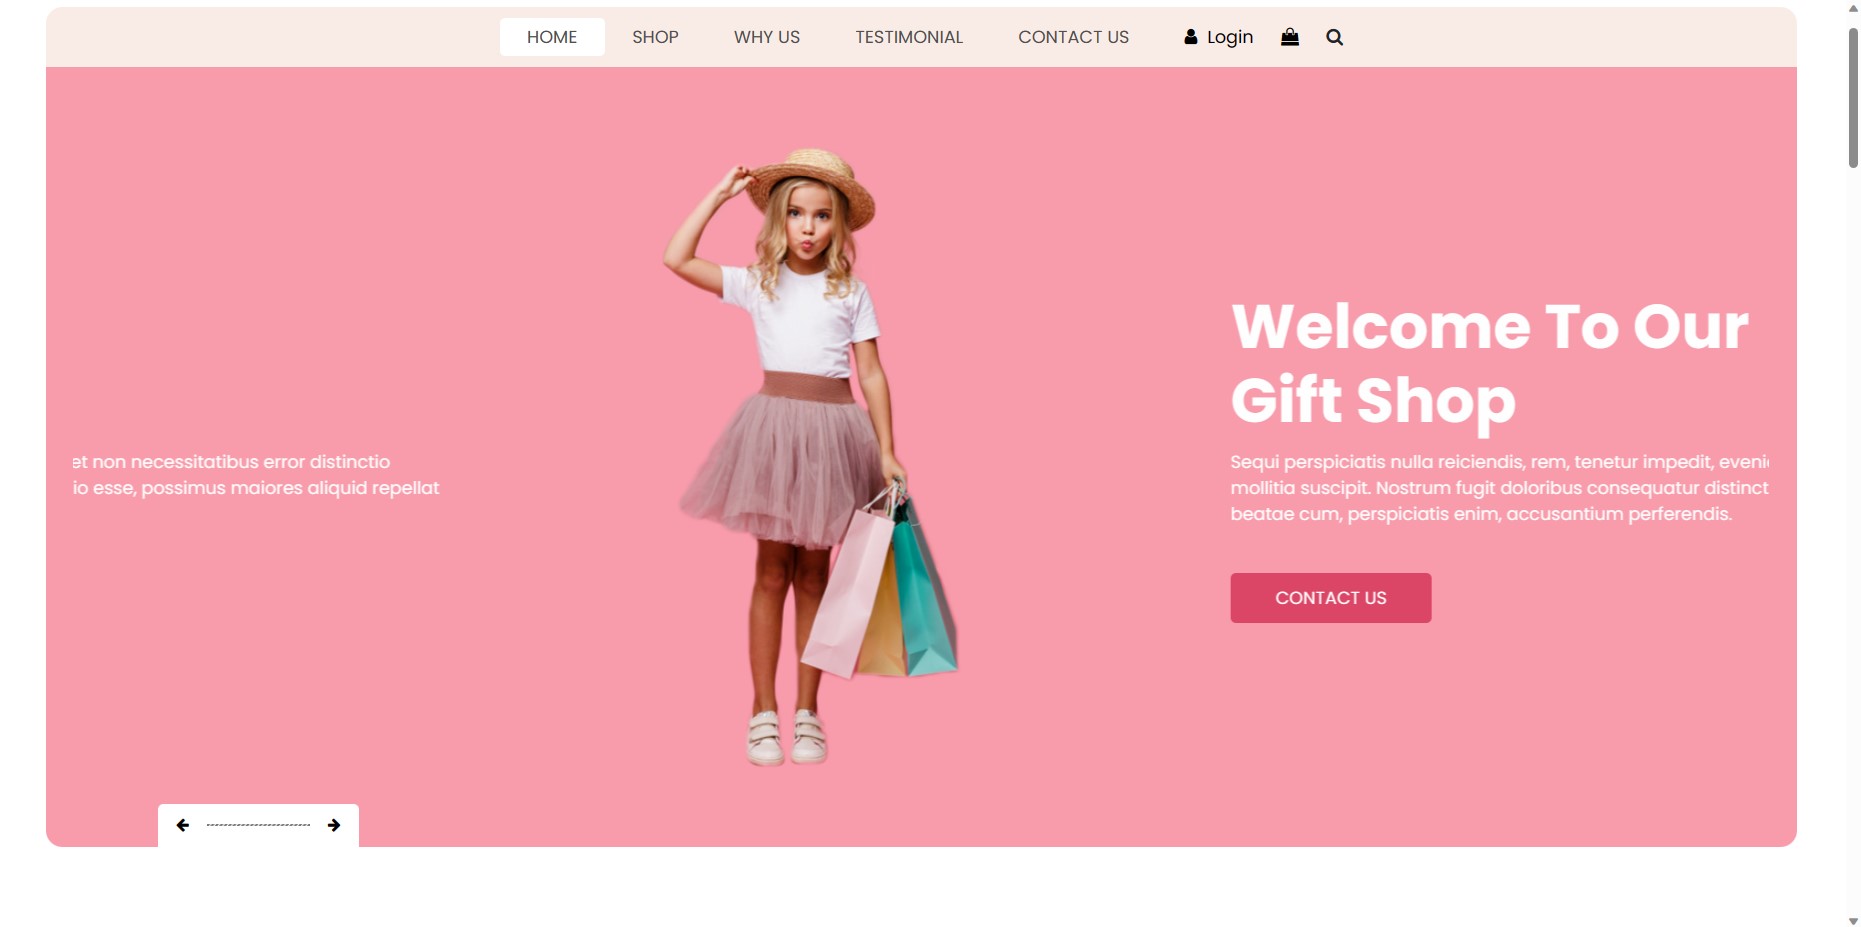 HOME SHOP WHY US TESTIMONIAL CONTACT US Login
Welcome To Our
Gift Shop
et non necessitatibus error distinctio
io esse, possimus maiores aliquid repellat
Sequi perspiciatis nulla reiciendis, rem, tenetur impedit, eveni
mollitia suscipit. Nostrum fugit doloribus consequatur distinct
beatae cum, perspiciatis enim, accusantium perferendis.
CONTACT US